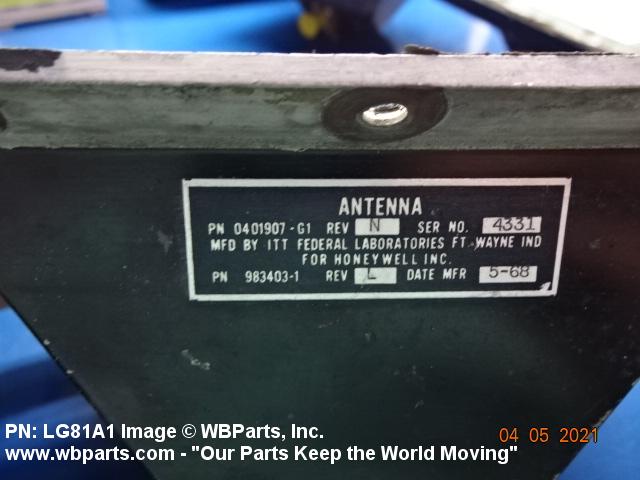 ANTENNA
PN 0401907-G1 REV N SER NO. 4331
MFD BY ITT FEDERAL LABORATORIES FT. WAYNE IND
FOR HONEYWELL INC.
PN 983403-1 REV L DATE MFR 5-68
PN: LG81A1 Image © WBParts, Inc.
04 05 2021
www.wbparts.com - "Our Parts Keep the World Moving"